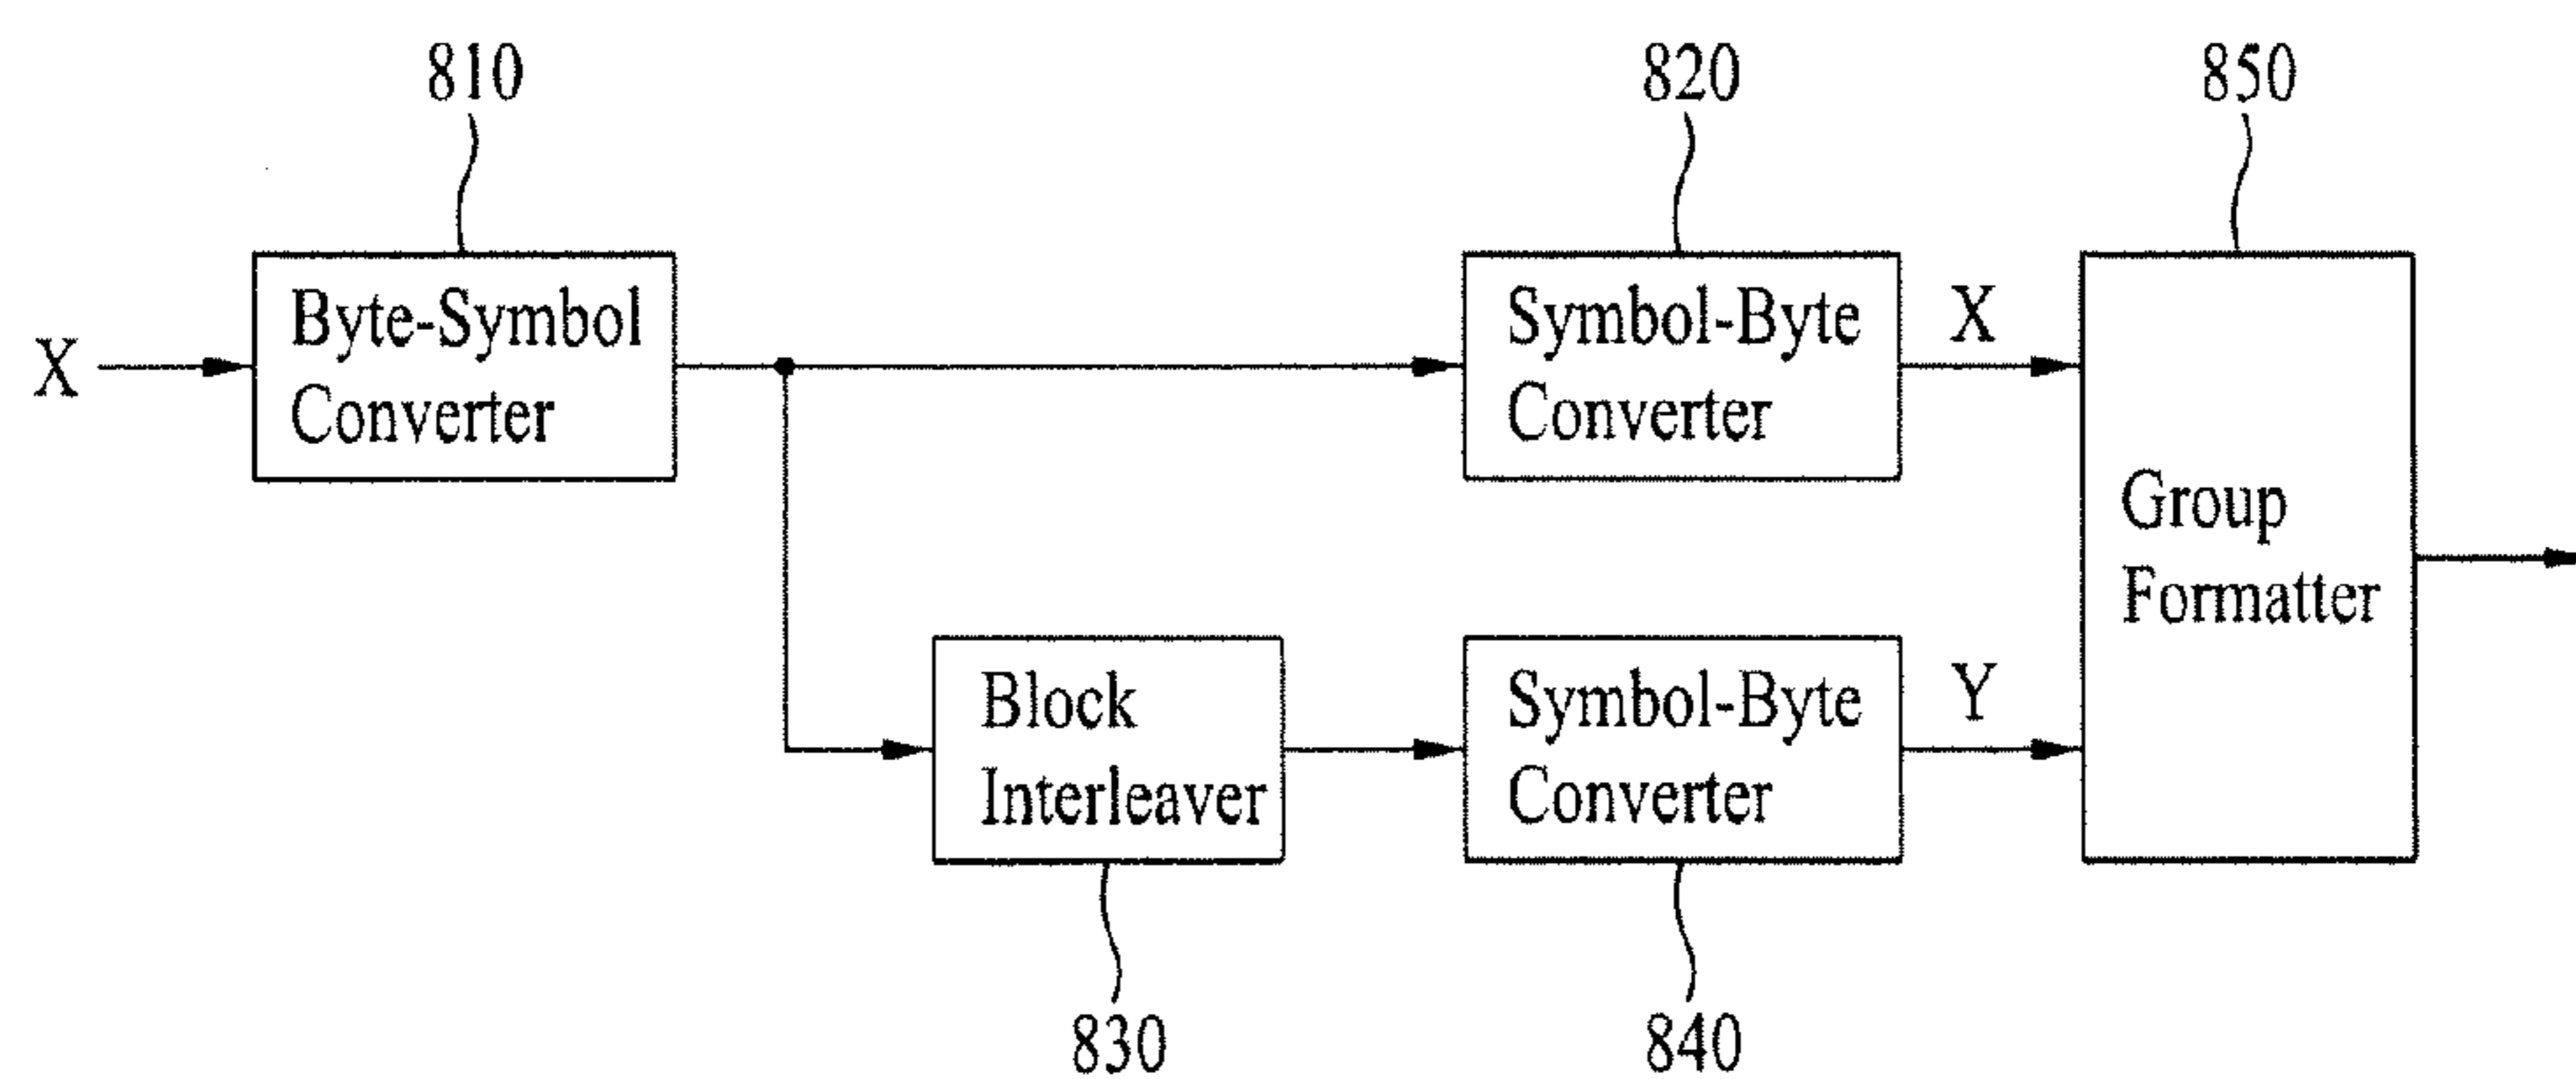 810
820
850
X
Byte-Symbol
Converter
Symbol-Byte
Converter
X
Group
Formatter
Block
Interleaver
Symbol-Byte
Converter
Y
830
840